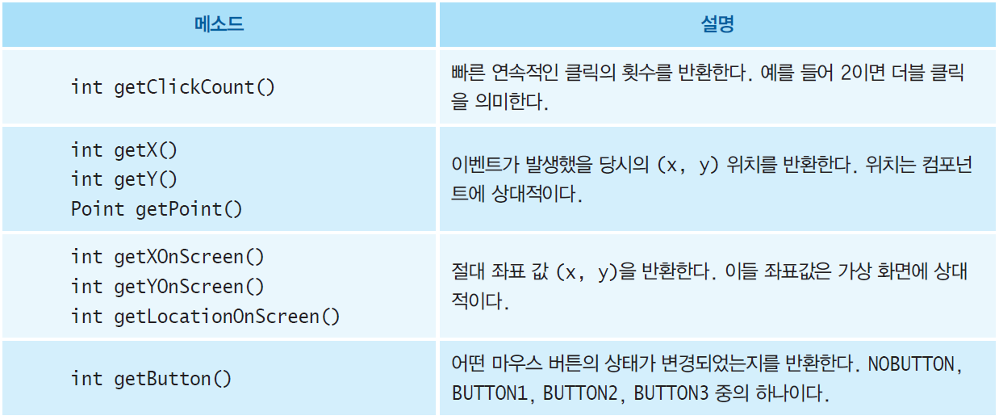 메소드 설명
int getClickCount()
빠른 연속적인 클릭의 횟수를 반환한다. 예를 들어 2이면 더블 클릭
을 의미한다.
int getX()
int getY()
Point getPoint()
이벤트가 발생했을 당시의 (x, y) 위치를 반환한다. 위치는 컴포넌
트에 상대적이다.
int getXOnScreen()
int getYOnScreen()
int getLocationOnScreen()
절대 좌표 값 (x, y)을 반환한다. 이들 좌표값은 가상 화면에 상대
적이다.
int getButton()
어떤 마우스 버튼의 상태가 변경되었는지를 반환한다. NOBUTTON,
BUTTON1, BUTTON2, BUTTON3 중의 하나이다.